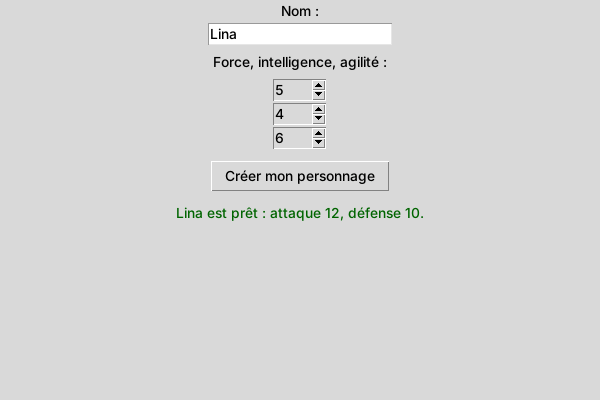 Nom :
Lina
Force, intelligence, agilité :
5
4
6
Créer mon personnage
Lina est prêt : attaque 12, défense 10.